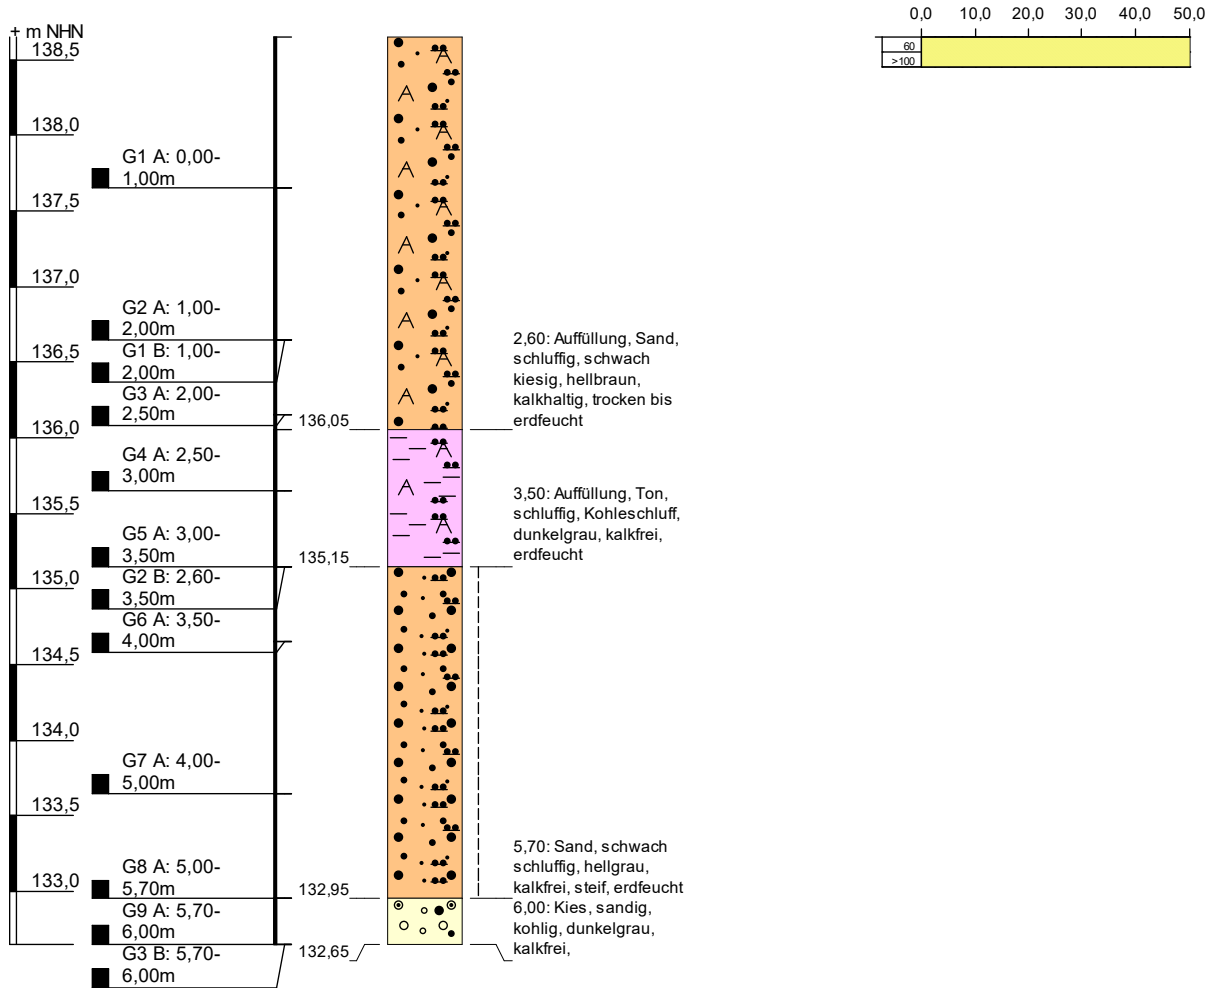 + m NHN
138,5
138,0
137,5
137,0
136,5
136,0
135,5
135,0
134,5
134,0
133,5
133,0
G1 A: 0,00-
1,00m
G2 A: 1,00-
2,00m
G1 B: 1,00-
2,00m
G3 A: 2,00-
2,50m
G4 A: 2,50-
3,00m
G5 A: 3,00-
3,50m
G2 B: 2,60-
3,50m
G6 A: 3,50-
4,00m
G7 A: 4,00-
5,00m
G8 A: 5,00-
5,70m
G9 A: 5,70-
6,00m
G3 B: 5,70-
6,00m
136,05
135,15
132,95
132,65
2,60: Auffüllung, Sand,
schluffig, schwach
kiesig, hellbraun,
kalkhaltig, trocken bis
erdfeucht
3,50: Auffüllung, Ton,
schluffig, Kohleschluff,
dunkelgrau, kalkfrei,
erdfeucht
5,70: Sand, schwach
schluffig, hellgrau,
kalkfrei, steif, erdfeucht
6,00: Kies, sandig,
kohlig, dunkelgrau,
kalkfrei,
0,0 10,0 20,0 30,0 40,0 50,0
60
>100